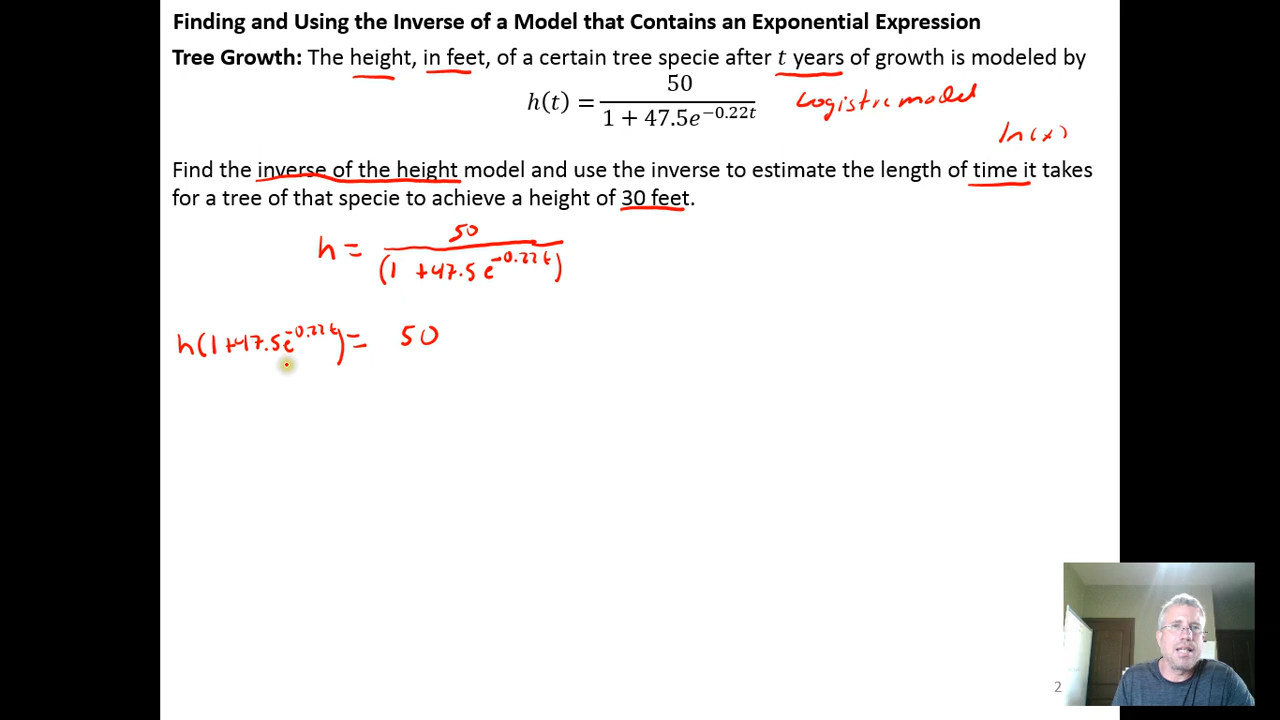 Finding and Using the Inverse of a Model that Contains an Exponential Expression
Tree Growth: The height, in feet, of a certain tree specie after t years of growth is modeled by
h(t) = 50 / (1 + 47.5e^{−0.22t})
Logistic model
ln(x)
Find the inverse of the height model and use the inverse to estimate the length of time it takes
for a tree of that specie to achieve a height of 30 feet.
h = 50 / (1 + 47.5e^{-0.22t})
h(1+47.5e^{-0.22t}) = 50
2